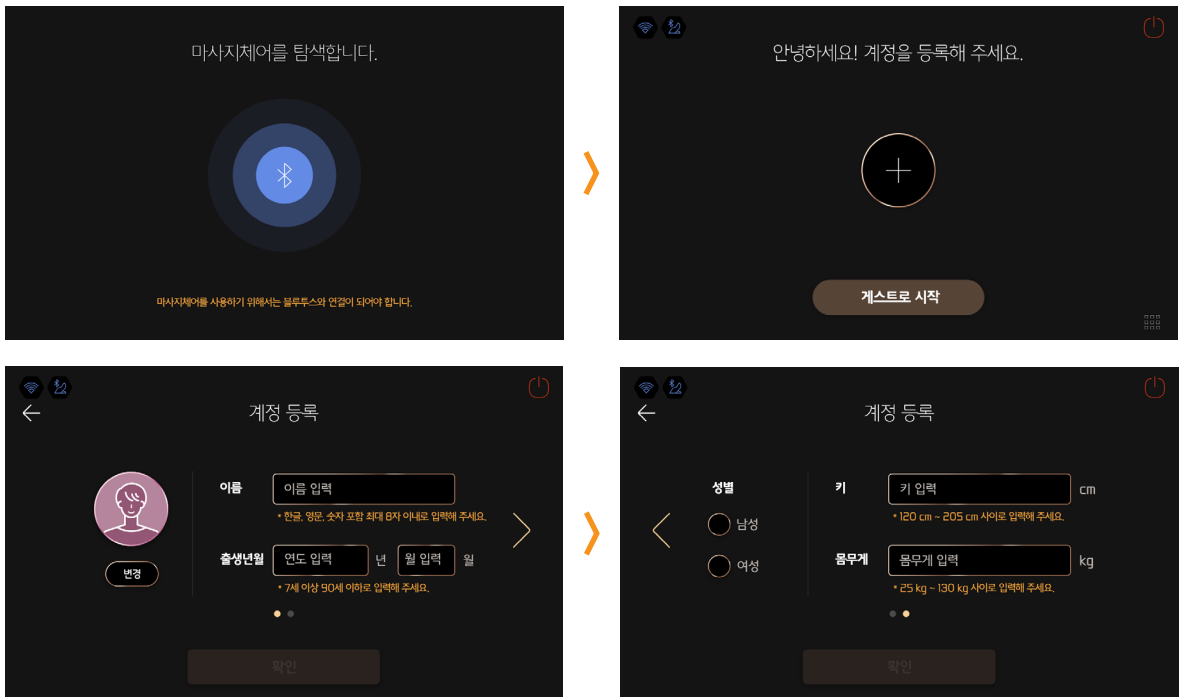 마사지체어를 탐색합니다.
마사지체어를 사용하기 위해서는 블루투스와 연결이 되어야 합니다.
안녕하세요! 계정을 등록해 주세요.
게스트로 시작
계정 등록
이름
이름 입력
* 한글, 영문, 숫자 포함 최대 8자 이내로 입력해 주세요.
출생년월
연도 입력 년 월 입력 월
* 7세 이상 90세 이하로 입력해 주세요.
변경
확인
계정 등록
성별
남성
여성
키
키 입력 cm
* 120 cm ~ 205 cm 사이로 입력해 주세요.
몸무게
몸무게 입력 kg
* 25 kg ~ 130 kg 사이로 입력해 주세요.
확인